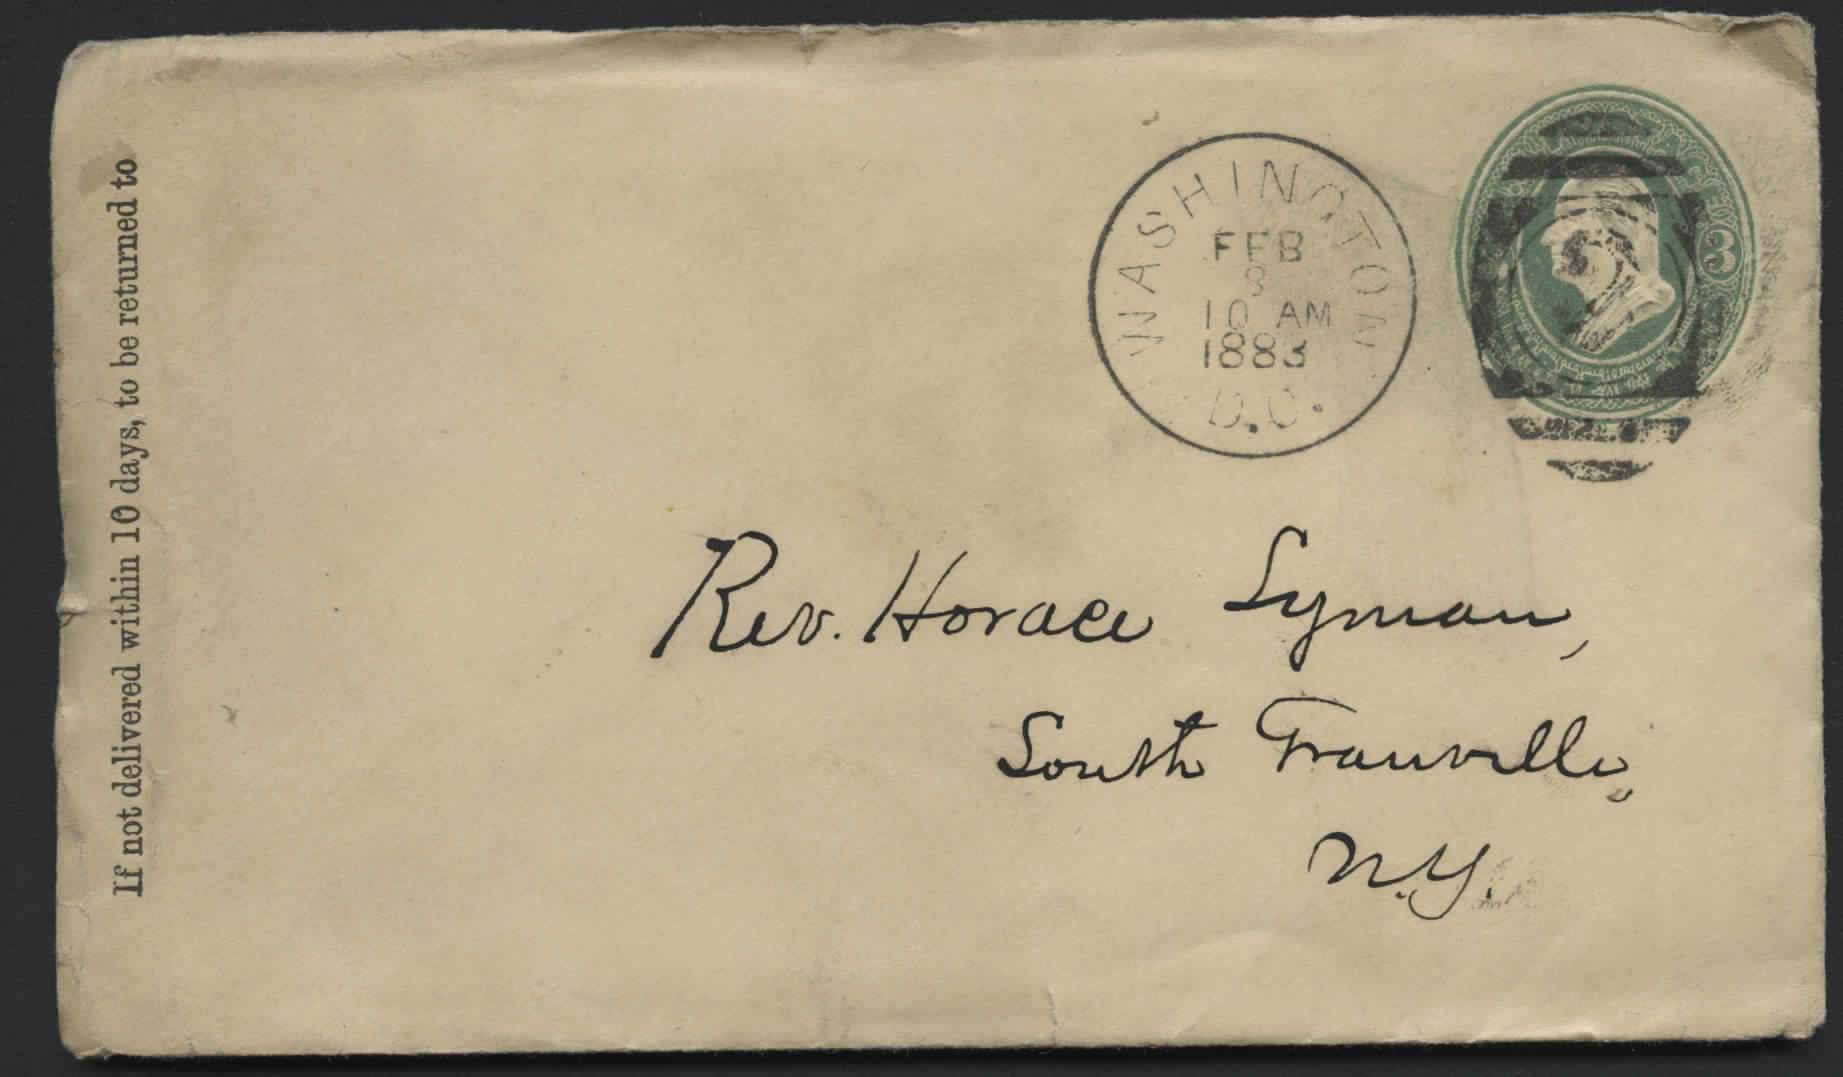 If not delivered within 10 days, to be returned to
WASHINGTON
FEB
10 AM
1883
D.C.
3
Rev. Horace Lyman,
South Granville,
N.Y.